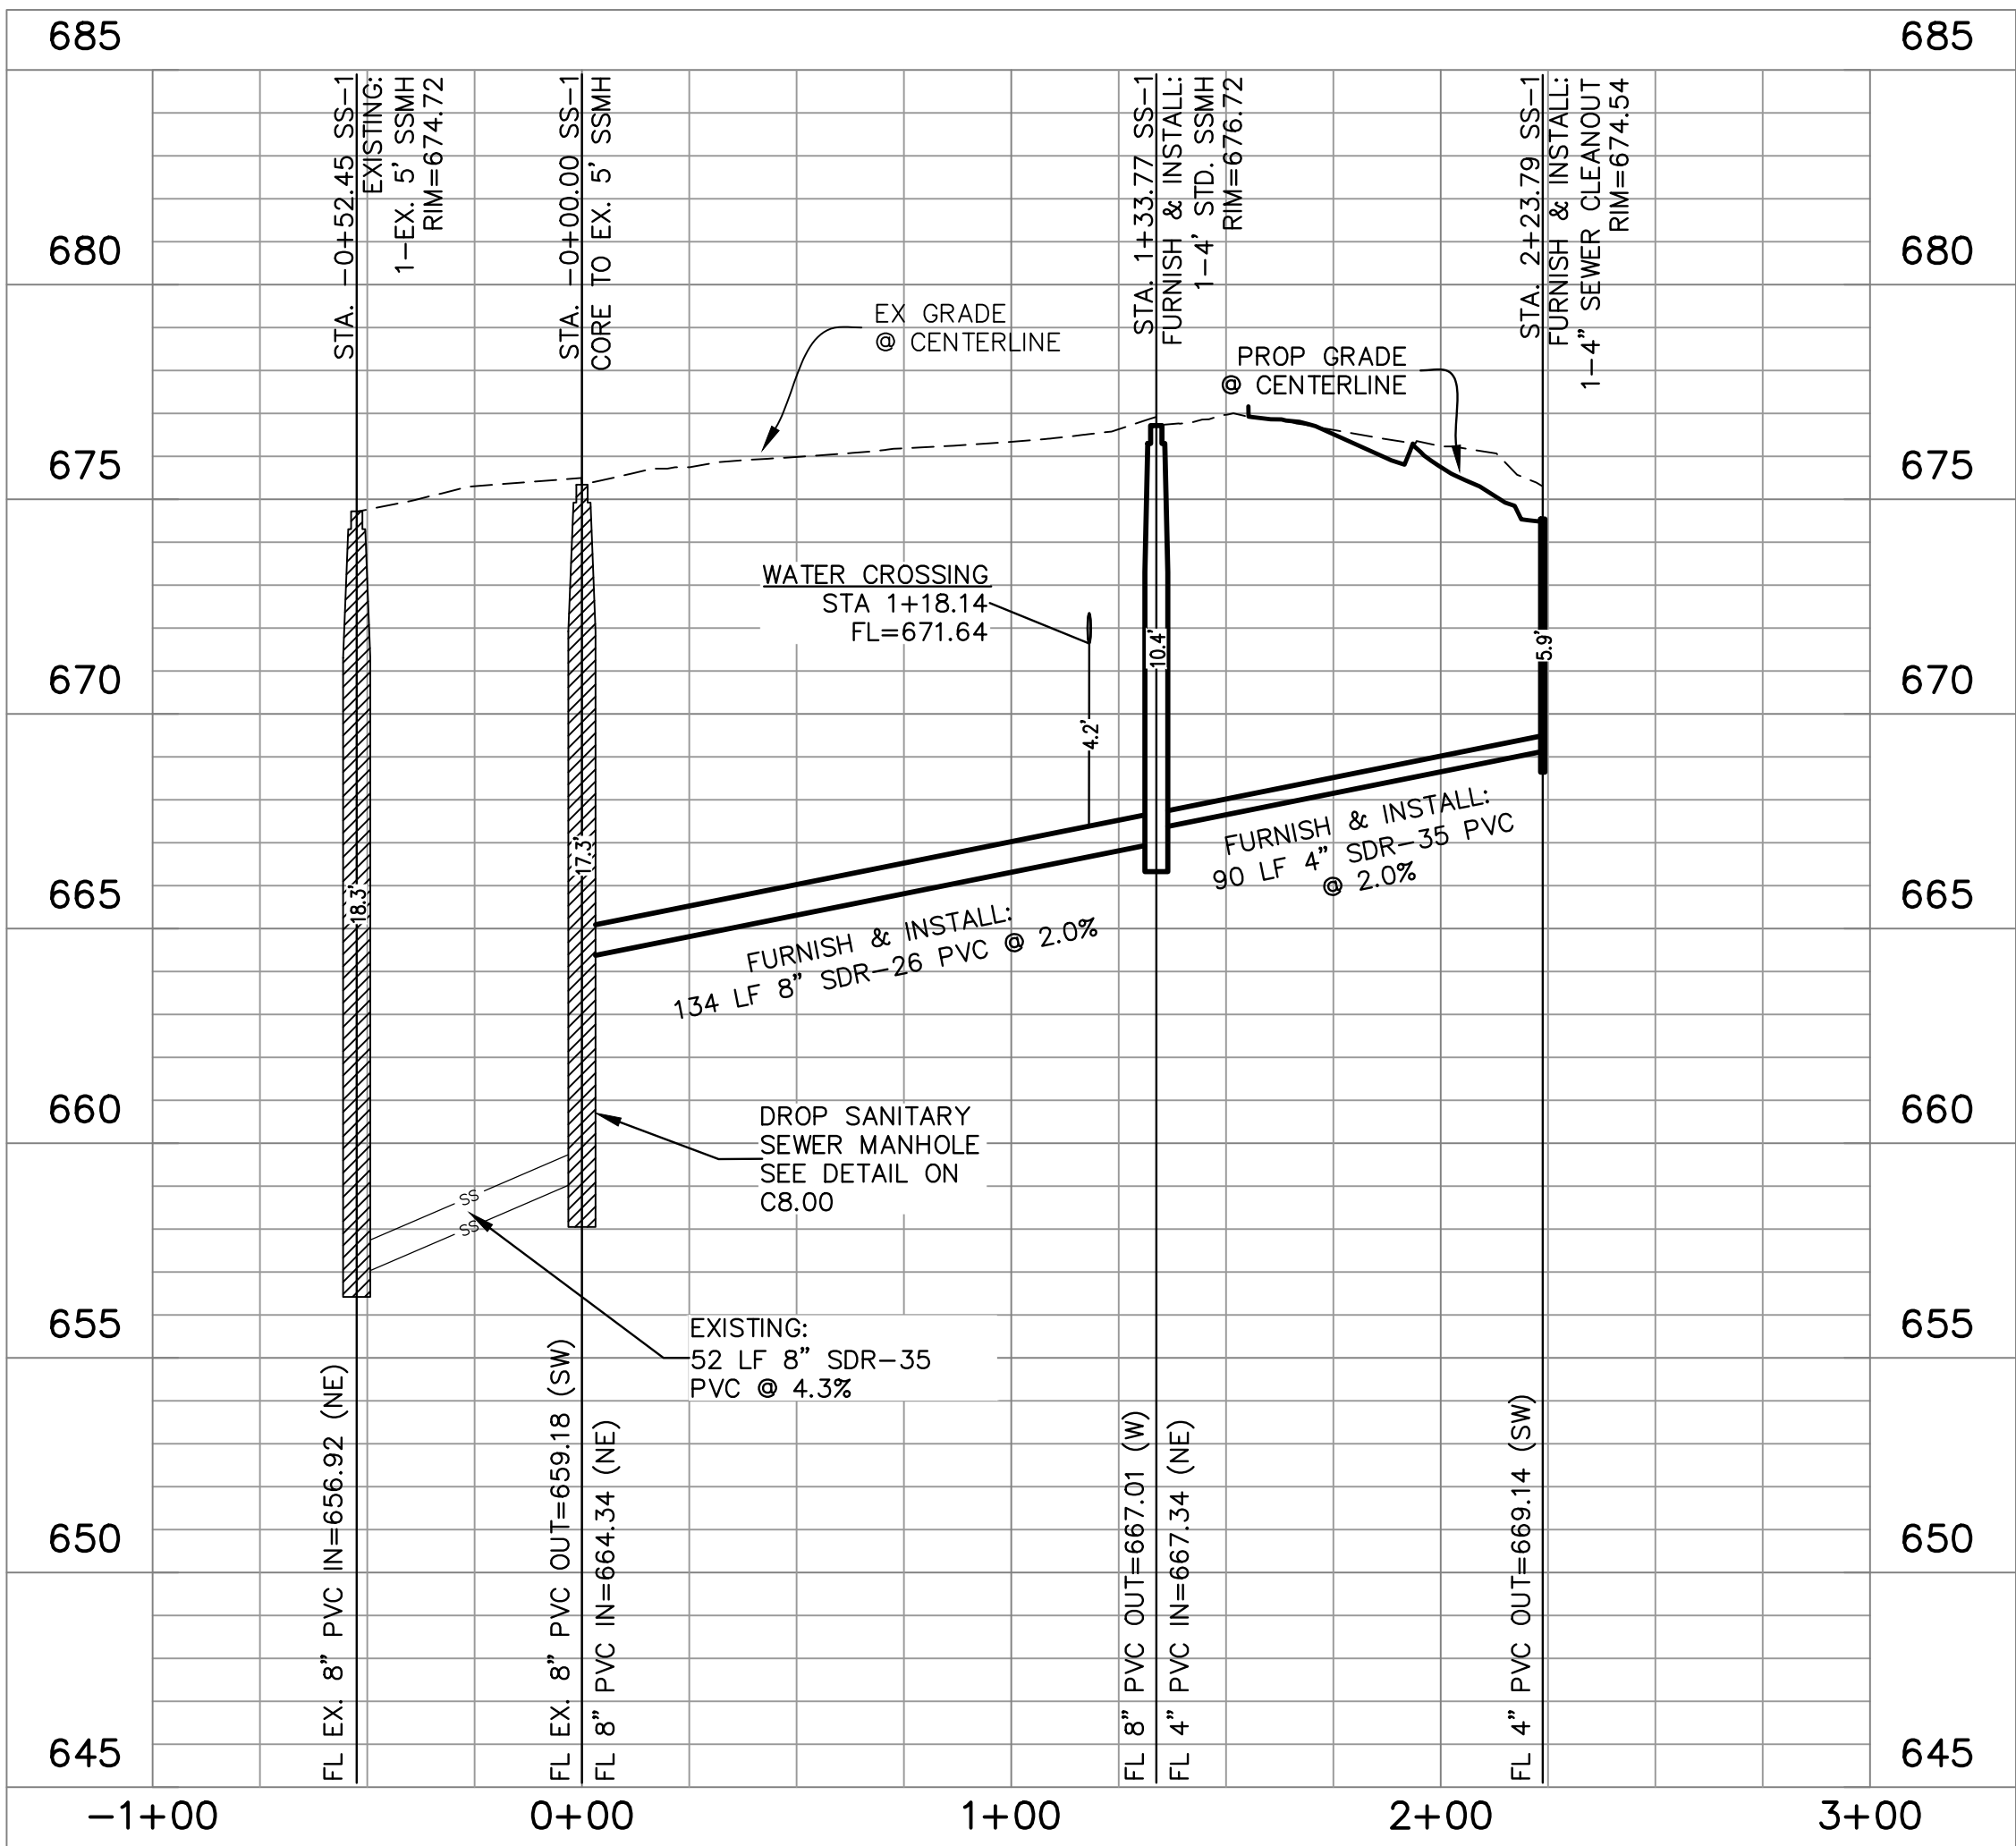 685
685
STA. -0+52.45 SS-1
EXISTING:
1-EX. 5' SSMH
RIM=674.72
STA. -0+00.00 SS-1
CORE TO EX. 5' SSMH
STA. 1+33.77 SS-1
FURNISH & INSTALL:
1-4' STD. SSMH
RIM=676.72
STA. 2+23.79 SS-1
FURNISH & INSTALL:
1-4" SEWER CLEANOUT
RIM=674.54
680
680
EX GRADE
@ CENTERLINE
PROP GRADE
@ CENTERLINE
675
675
WATER CROSSING
STA 1+18.14
FL=671.64
10.4'
5.9'
670
670
4.2'
FURNISH & INSTALL:
90 LF 4" SDR-35 PVC
@ 2.0%
17.3'
18.3'
665
665
FURNISH & INSTALL:
134 LF 8" SDR-26 PVC @ 2.0%
660
660
DROP SANITARY
SEWER MANHOLE
SEE DETAIL ON
C8.00
SS
SS
655
655
EXISTING:
52 LF 8" SDR-35
PVC @ 4.3%
FL EX. 8" PVC IN=656.92 (NE)
FL EX. 8" PVC OUT=659.18 (SW)
FL 8" PVC IN=664.34 (NE)
FL 8" PVC OUT=667.01 (W)
FL 4" PVC IN=667.34 (NE)
FL 4" PVC OUT=669.14 (SW)
650
650
645
645
-1+00
0+00
1+00
2+00
3+00